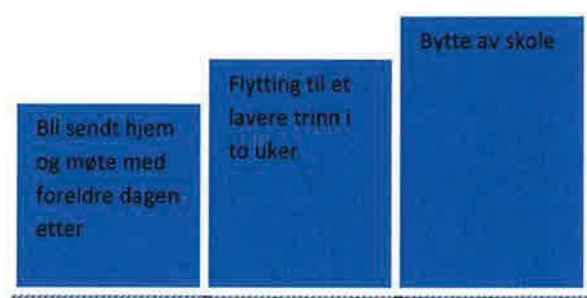 Bli sendt hjem
og møte med
foreldre dagen
etter
Flytting til et
lavere trinn i
to uker
Bytte av skole